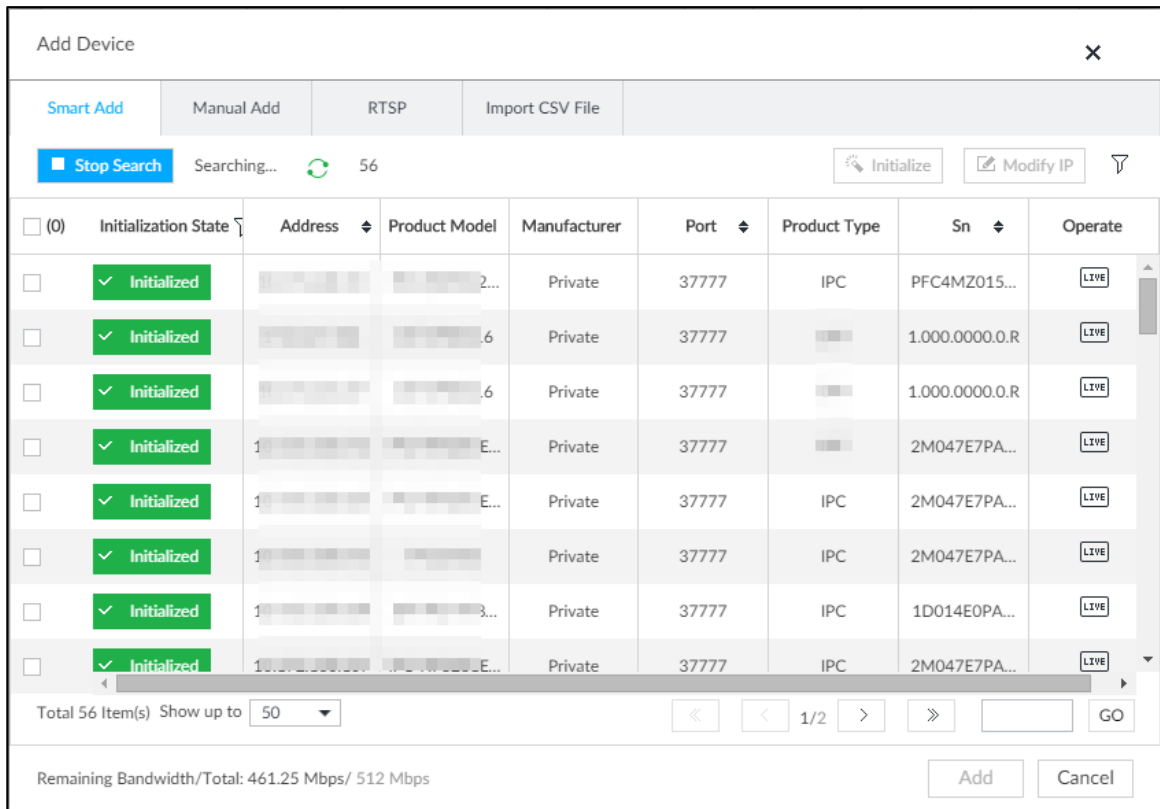 Add Device
Smart Add Manual Add RTSP Import CSV File
Stop Search Searching... 56 Initialize Modify IP
(0) Initialization State Address Product Model Manufacturer Port Product Type Sn Operate
Initialized 2... Private 37777 IPC PFC4MZ015... LIVE
Initialized .6 Private 37777 1.000.0000.0.R LIVE
Initialized .6 Private 37777 1.000.0000.0.R LIVE
Initialized E... Private 37777 2M047E7PA... LIVE
Initialized E... Private 37777 IPC 2M047E7PA... LIVE
Initialized Private 37777 IPC 2M047E7PA... LIVE
Initialized Private 37777 IPC 1D014E0PA... LIVE
Initialized E... Private 37777 IPC 2M047E7PA... LIVE
Total 56 Item(s) Show up to 50 1/2 GO
Remaining Bandwidth/Total: 461.25 Mbps/ 512 Mbps Add Cancel